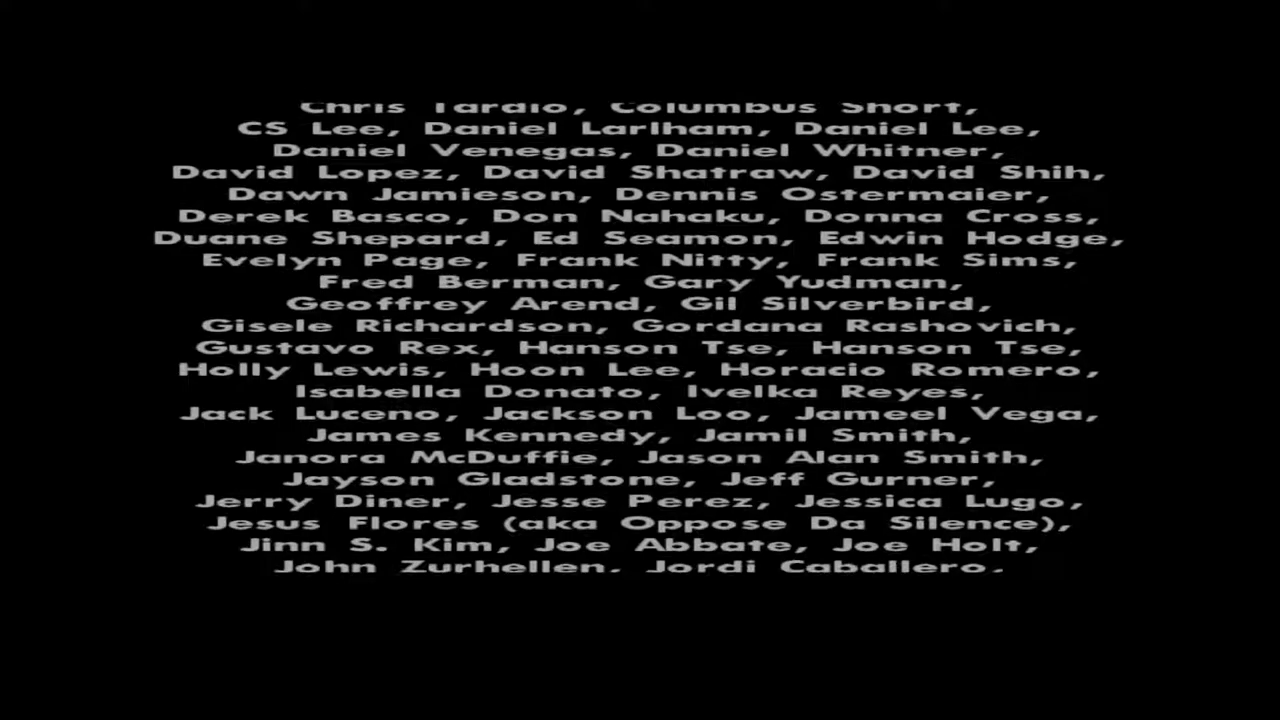 Chris Tardio, Columbus Short,
CS Lee, Daniel Larlham, Daniel Lee,
Daniel Venegas, Daniel Whitner,
David Lopez, David Shatraw, David Shih,
Dawn Jamieson, Dennis Ostermaier,
Derek Basco, Don Nahaku, Donna Cross,
Duane Shepard, Ed Seamon, Edwin Hodge,
Evelyn Page, Frank Nitty, Frank Sims,
Fred Berman, Gary Yudman,
Geoffrey Arend, Gil Silverbird,
Gisele Richardson, Gordana Rashovich,
Gustavo Rex, Hanson Tse, Hanson Tse,
Holly Lewis, Hoon Lee, Horacio Romero,
Isabella Donato, Ivelka Reyes,
Jack Luceno, Jackson Loo, Jameel Vega,
James Kennedy, Jamil Smith,
Janora McDuffie, Jason Alan Smith,
Jayson Gladstone, Jeff Gurner,
Jerry Diner, Jesse Perez, Jessica Lugo,
Jesus Flores (aka Oppose Da Silence),
Jinn S. Kim, Joe Abbate, Joe Holt,
John Zurhellen, Jordi Caballero,